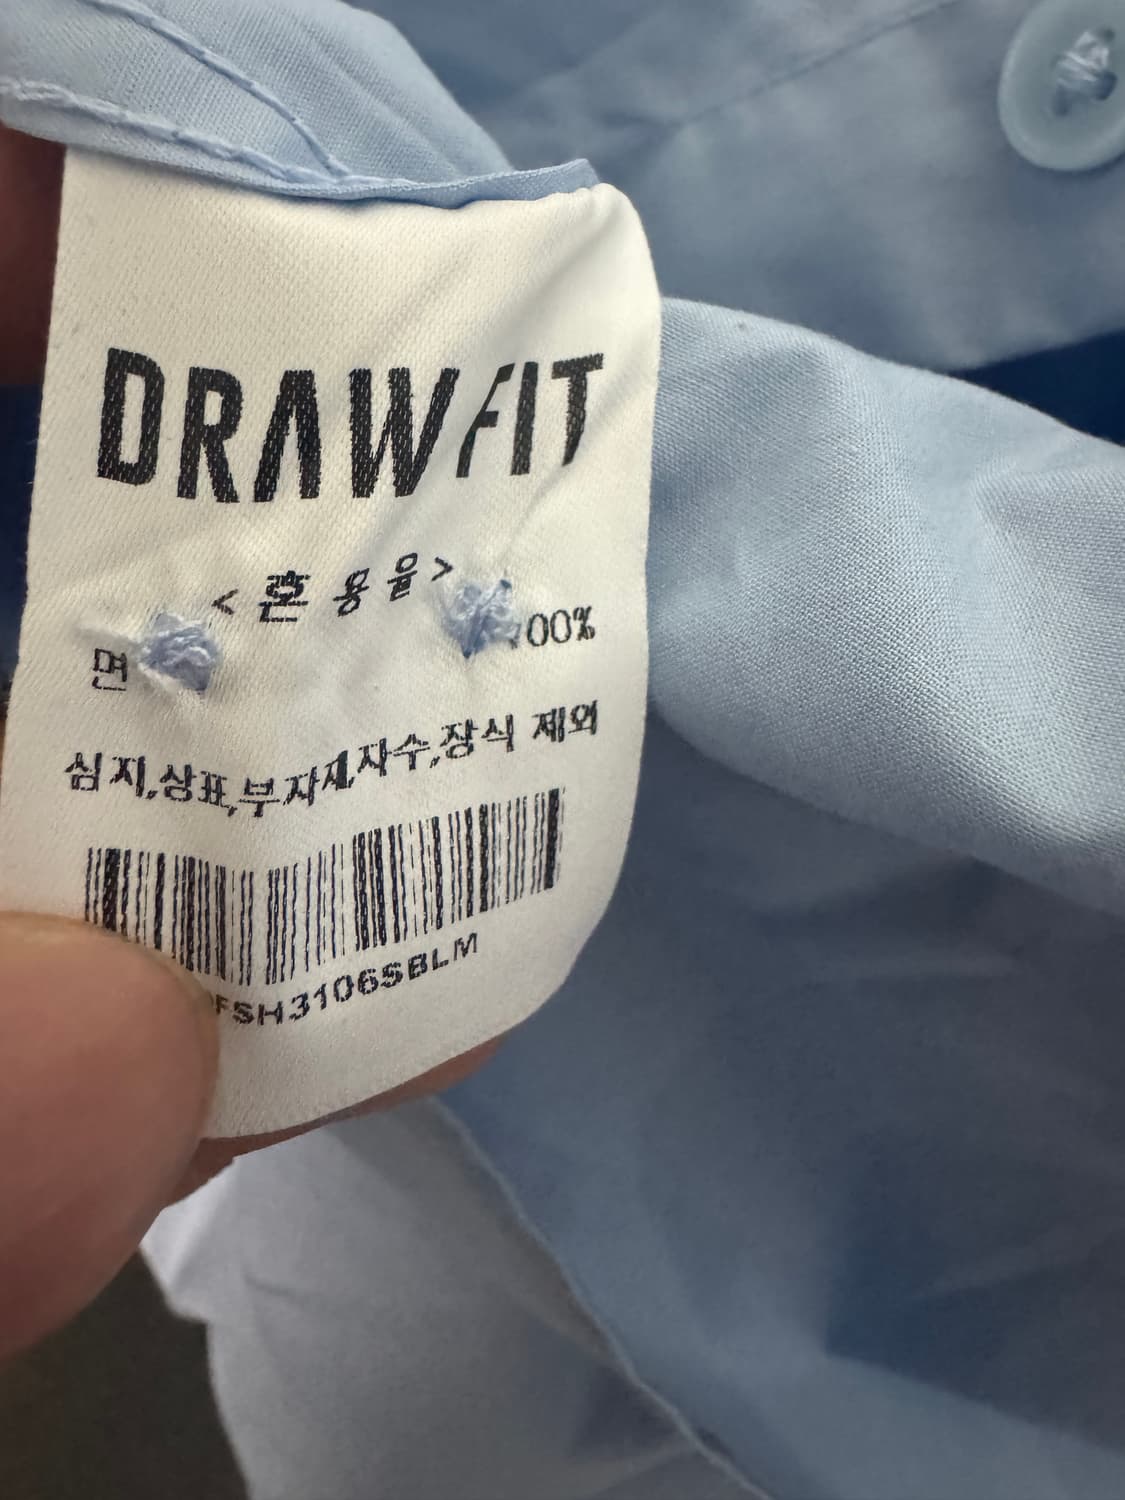 DRAWFIT
< 혼 용 율 >
면 100%
심지,상표,부자재,자수,장식 제외
FSH3106SBLM